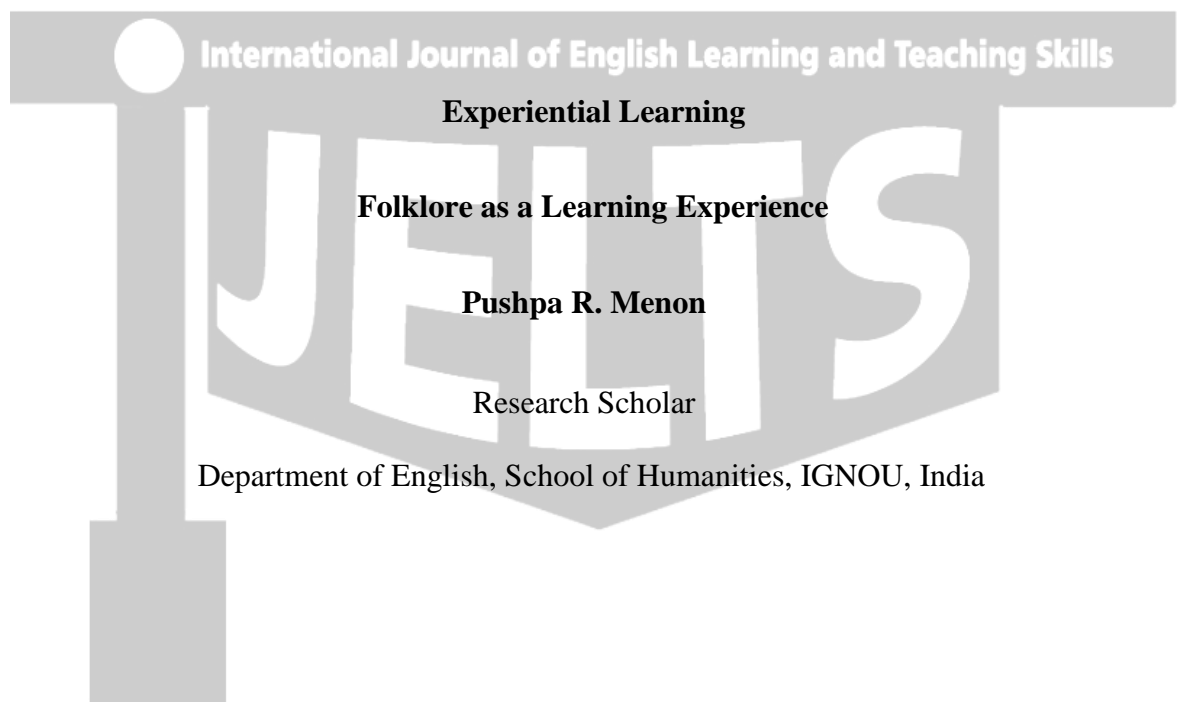 International Journal of English Learning and Teaching Skills
Experiential Learning
Folklore as a Learning Experience
IJELTS
Pushpa R. Menon
Research Scholar
Department of English, School of Humanities, IGNOU, India